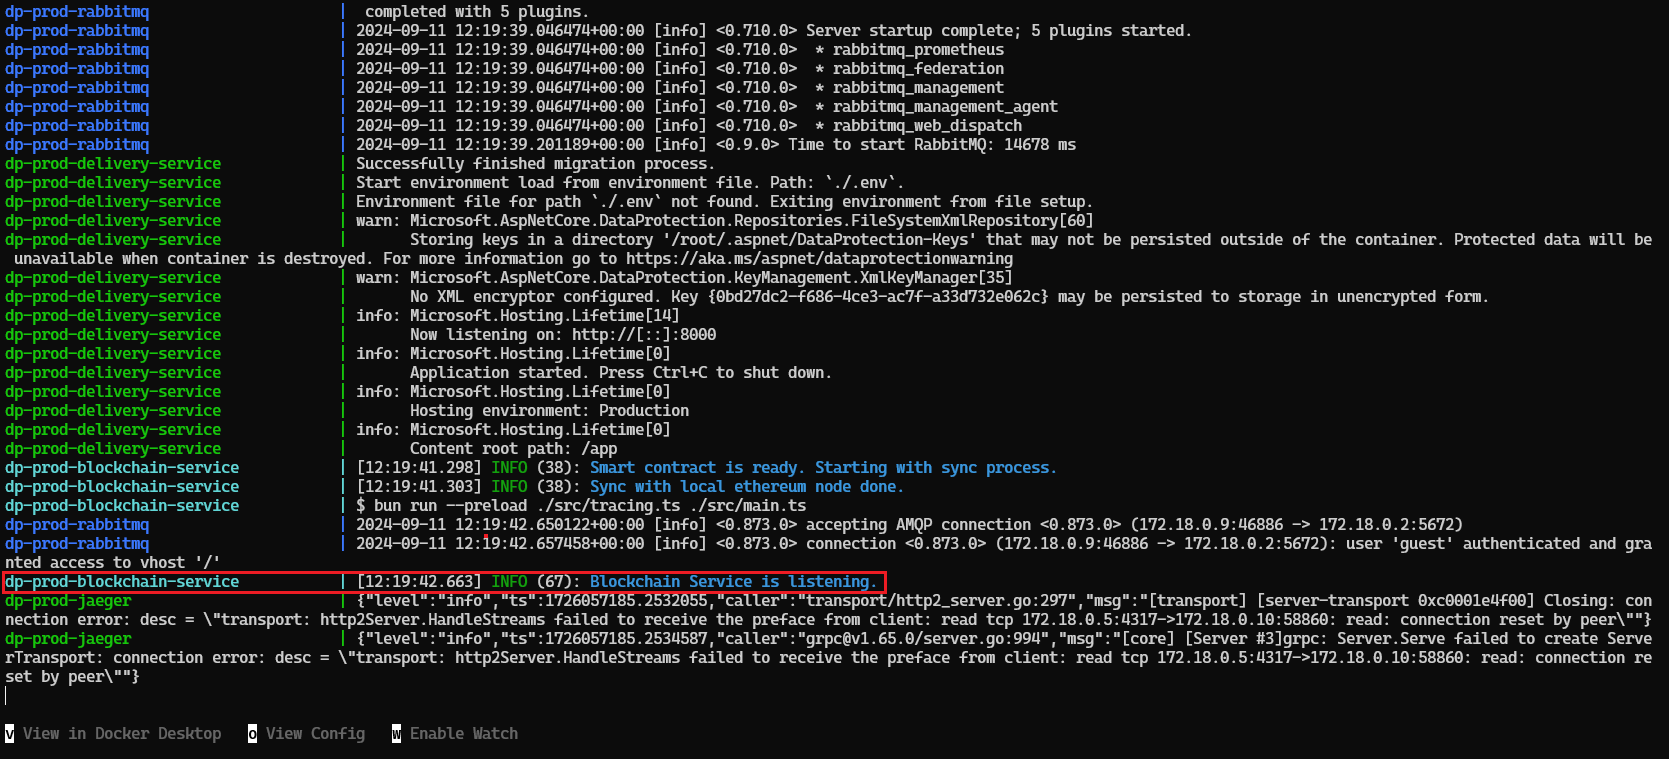 dp-prod-rabbitmq | completed with 5 plugins.
dp-prod-rabbitmq | 2024-09-11 12:19:39.046474+00:00 [info] <0.710.0> Server startup complete; 5 plugins started.
dp-prod-rabbitmq | 2024-09-11 12:19:39.046474+00:00 [info] <0.710.0>  * rabbitmq_prometheus
dp-prod-rabbitmq | 2024-09-11 12:19:39.046474+00:00 [info] <0.710.0>  * rabbitmq_federation
dp-prod-rabbitmq | 2024-09-11 12:19:39.046474+00:00 [info] <0.710.0>  * rabbitmq_management
dp-prod-rabbitmq | 2024-09-11 12:19:39.046474+00:00 [info] <0.710.0>  * rabbitmq_management_agent
dp-prod-rabbitmq | 2024-09-11 12:19:39.046474+00:00 [info] <0.710.0>  * rabbitmq_web_dispatch
dp-prod-rabbitmq | 2024-09-11 12:19:39.201189+00:00 [info] <0.9.0> Time to start RabbitMQ: 14678 ms
dp-prod-delivery-service | Successfully finished migration process.
dp-prod-delivery-service | Start environment load from environment file. Path: `./.env`.
dp-prod-delivery-service | Environment file for path `./.env` not found. Exiting environment from file setup.
dp-prod-delivery-service | warn: Microsoft.AspNetCore.DataProtection.Repositories.FileSystemXmlRepository[60]
dp-prod-delivery-service |       Storing keys in a directory '/root/.aspnet/DataProtection-Keys' that may not be persisted outside of the container. Protected data will be
unavailable when container is destroyed. For more information go to https://aka.ms/aspnet/dataprotectionwarning
dp-prod-delivery-service | warn: Microsoft.AspNetCore.DataProtection.KeyManagement.XmlKeyManager[35]
dp-prod-delivery-service |       No XML encryptor configured. Key {0bd27dc2-f686-4ce3-ac7f-a33d732e062c} may be persisted to storage in unencrypted form.
dp-prod-delivery-service | info: Microsoft.Hosting.Lifetime[14]
dp-prod-delivery-service |       Now listening on: http://[::]:8000
dp-prod-delivery-service | info: Microsoft.Hosting.Lifetime[0]
dp-prod-delivery-service |       Application started. Press Ctrl+C to shut down.
dp-prod-delivery-service | info: Microsoft.Hosting.Lifetime[0]
dp-prod-delivery-service |       Hosting environment: Production
dp-prod-delivery-service | info: Microsoft.Hosting.Lifetime[0]
dp-prod-delivery-service |       Content root path: /app
dp-prod-blockchain-service | [12:19:41.298] INFO (38): Smart contract is ready. Starting with sync process.
dp-prod-blockchain-service | [12:19:41.303] INFO (38): Sync with local ethereum node done.
dp-prod-blockchain-service | $ bun run --preload ./src/tracing.ts ./src/main.ts
dp-prod-rabbitmq | 2024-09-11 12:19:42.650122+00:00 [info] <0.873.0> accepting AMQP connection <0.873.0> (172.18.0.9:46886 -> 172.18.0.2:5672)
dp-prod-rabbitmq | 2024-09-11 12:19:42.657458+00:00 [info] <0.873.0> connection <0.873.0> (172.18.0.9:46886 -> 172.18.0.2:5672): user 'guest' authenticated and gra
nted access to vhost '/'
dp-prod-blockchain-service | [12:19:42.663] INFO (67): Blockchain Service is listening.
dp-prod-jaeger | {"level":"info","ts":1726057185.2532055,"caller":"transport/http2_server.go:297","msg":"[transport] [server-transport 0xc0001e4f00] Closing: con
nection error: desc = \"transport: http2Server.HandleStreams failed to receive the preface from client: read tcp 172.18.0.5:4317->172.18.0.10:58860: read: connection reset by peer\""}
dp-prod-jaeger | {"level":"info","ts":1726057185.2534587,"caller":"grpc@v1.65.0/server.go:994","msg":"[core] [Server #3]grpc: Server.Serve failed to create Serve
rTransport: connection error: desc = \"transport: http2Server.HandleStreams failed to receive the preface from client: read tcp 172.18.0.5:4317->172.18.0.10:58860: read: connection re
set by peer\""}
v View in Docker Desktop   o View Config   w Enable Watch